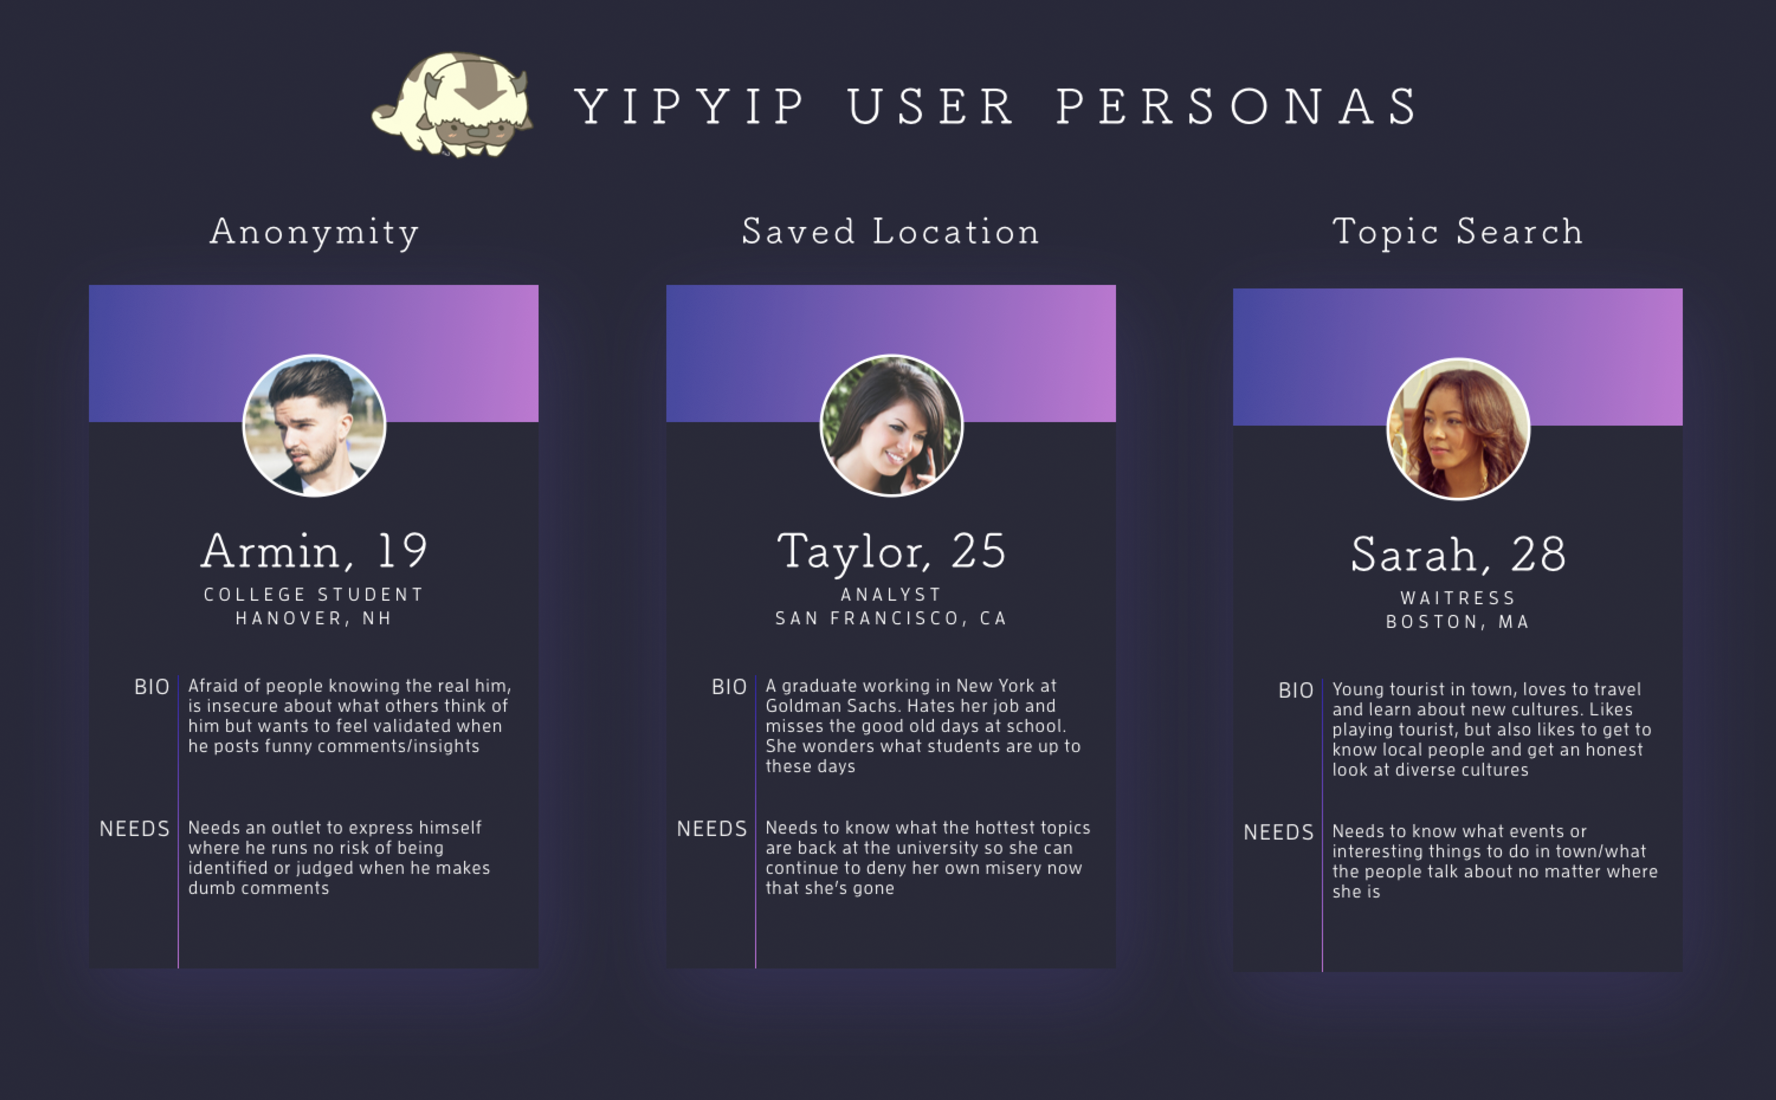 YIPYIP USER PERSONAS
Anonymity
Armin, 19
COLLEGE STUDENT
HANOVER, NH
BIO
Afraid of people knowing the real him,
is insecure about what others think of
him but wants to feel validated when
he posts funny comments/insights
NEEDS
Needs an outlet to express himself
where he runs no risk of being
identified or judged when he makes
dumb comments
Saved Location
Taylor, 25
ANALYST
SAN FRANCISCO, CA
BIO
A graduate working in New York at
Goldman Sachs. Hates her job and
misses the good old days at school.
She wonders what students are up to
these days
NEEDS
Needs to know what the hottest topics
are back at the university so she can
continue to deny her own misery now
that she's gone
Topic Search
Sarah, 28
WAITRESS
BOSTON, MA
BIO
Young tourist in town, loves to travel
and learn about new cultures. Likes
playing tourist, but also likes to get to
know local people and get an honest
look at diverse cultures
NEEDS
Needs to know what events or
interesting things to do in town/what
the people talk about no matter where
she is